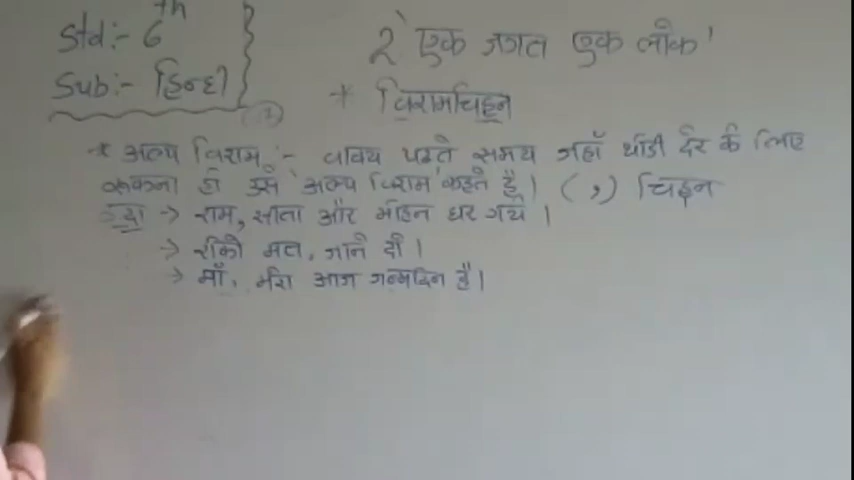 Std:- 6th
Sub:- हिन्दी
2 'एक जगत एक लोक'
* विरामचिह्न
* अल्प विराम :- वाक्य पढते समय जहाँ थोडी देर के लिए
रूकना हो उसे 'अल्प विराम' कहते है। ( , ) चिह्न
उदा → राम, सीता और मोहन घर गये।
→ रोको मत, जाने दो।
→ माँ, मेरा आज जन्मदिन है।